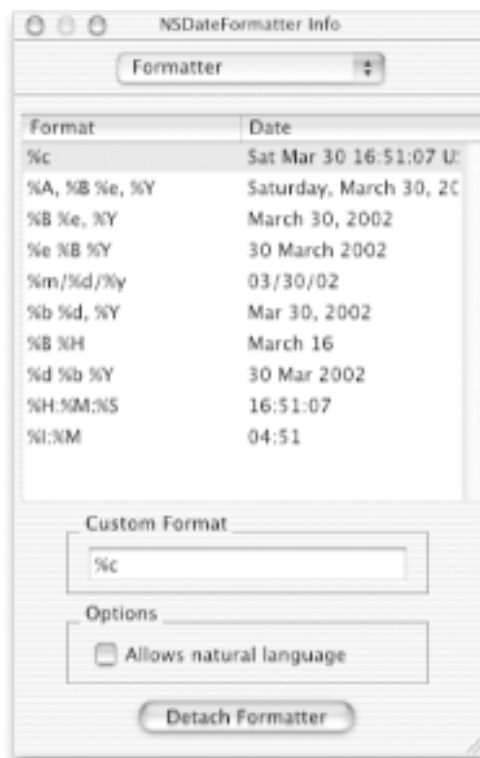 NSDateFormatter Info
Formatter
Format Date
%c Sat Mar 30 16:51:07 U
%A, %B %e, %Y Saturday, March 30, 20
%B %e, %Y March 30, 2002
%e %B %Y 30 March 2002
%m/%d/%y 03/30/02
%b %d, %Y Mar 30, 2002
%B %H March 16
%d %b %Y 30 Mar 2002
%H:%M:%S 16:51:07
%I:%M 04:51
Custom Format
%c
Options
Allows natural language
Detach Formatter